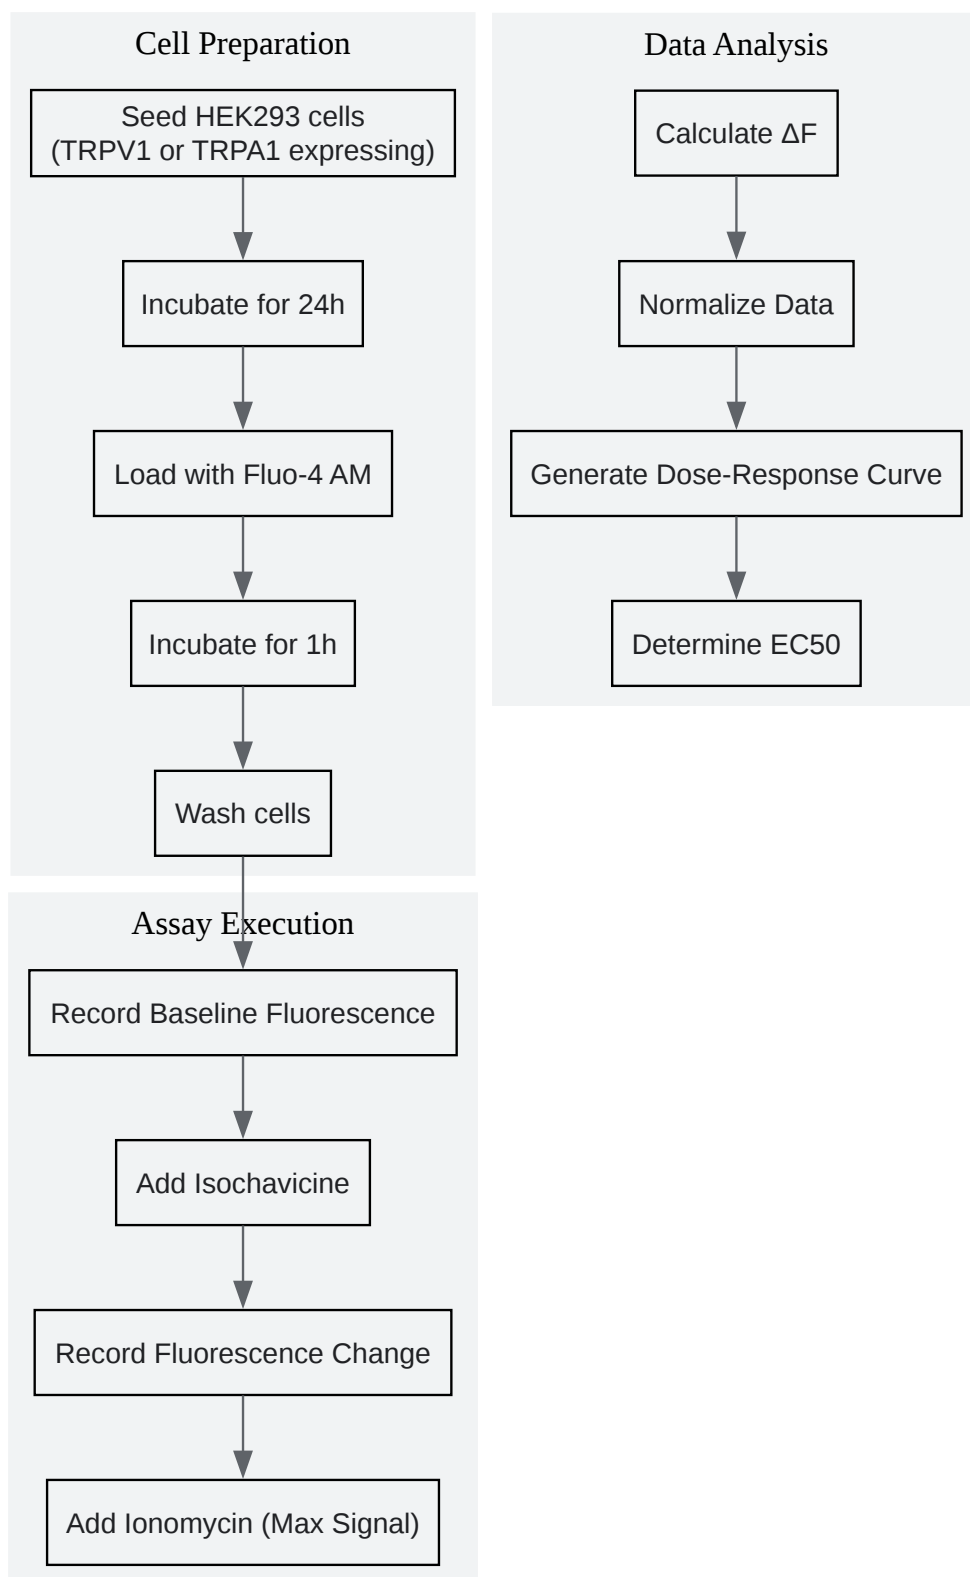 Cell Preparation
Seed HEK293 cells
(TRPV1 or TRPA1 expressing)
Incubate for 24h
Load with Fluo-4 AM
Incubate for 1h
Wash cells
Assay Execution
Record Baseline Fluorescence
Add Isochavicine
Record Fluorescence Change
Add Ionomycin (Max Signal)
Data Analysis
Calculate ΔF
Normalize Data
Generate Dose-Response Curve
Determine EC50